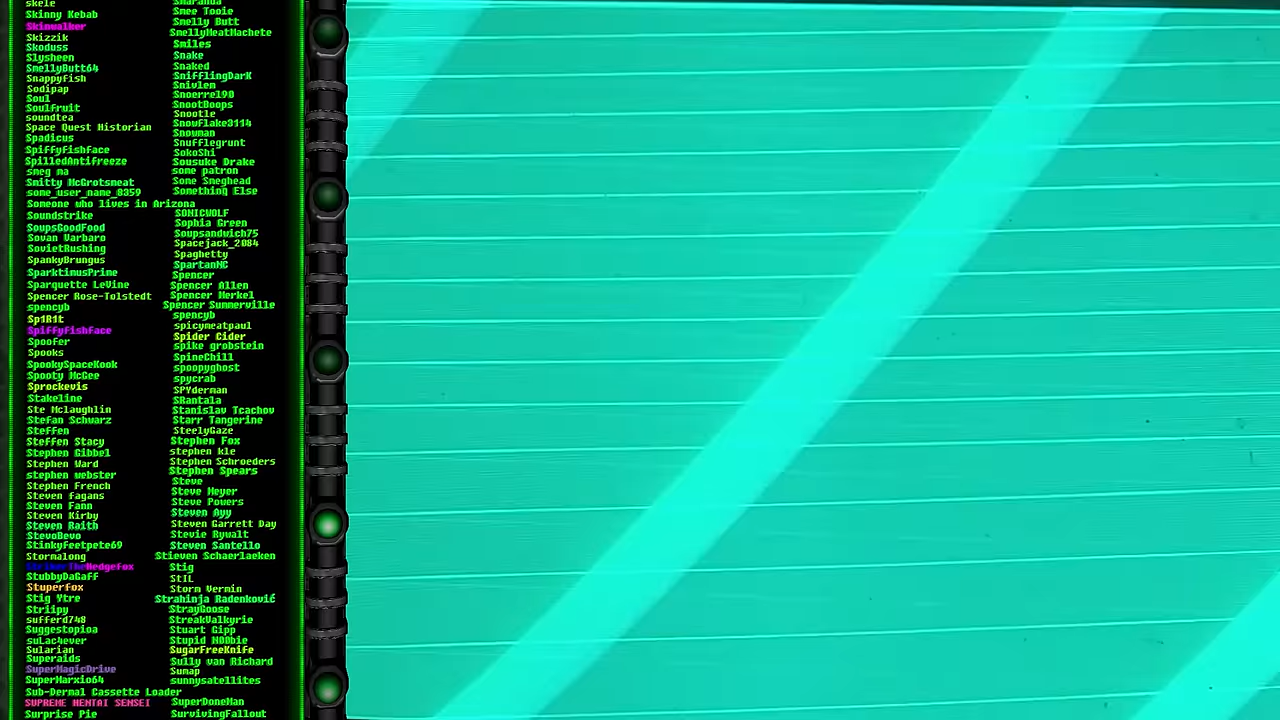 skele
Skinny Kebab
Skinwalker
Skizzik
Skoduss
Slysheen
SmellyButt64
Snappyfish
Sodipap
Soul
Soulfruit
soundtea
Space Quest Historian
Spadicus
SpiffyFishFace
SpilledAntifreeze
smeg ma
Smitty McGrotsmeat
some_user_name_8359
Someone who lives in Arizona
Soundstrike
SoupsGoodFood
Sovan Varbaro
SovietRushing
SpankyBrungus
SparktimusPrime
Sparquette LeVine
Spencer Rose-Tolstedt
spencyb
Sp1R1t
SpiffyFishFace
Spoofer
Spooks
SpookySpaceKook
Spooty McGee
Sprockevis
Stakeline
Ste Mclaughlin
Stefan Schwarz
Steffen
Steffen Stacy
Stephen Gibbel
Stephen Ward
stephen webster
Stephen French
Steven Fagans
Steven Fann
Steven Kirby
Steven Raith
StevoBevo
Stinkyfeetpete69
Stormalong
StrikerTheHedgefox
StubbyDaGaff
Stuperfox
Stig Ytre
Striipy
sufferd748
Suggestopioa
suLac4ever
Sularian
Superaids
SuperMagicDrive
SuperMarxio64
Sub-Dermal Cassette Loader
SUPREME HENTAI SENSEI
Surprise Pie
Smee Tooie
Smelly Butt
SmellyMeatMachete
Smiles
Snake
Snaked
SnifflingDarK
Snivlem
Snoerrel90
SnootBoops
Snootle
Snowflake3114
Snowman
Snufflegrunt
SokoShi
Sousuke Drake
some patron
Some Smeghead
Something Else
SONICWOLF
Sophia Green
Soupsandwich75
Spacejack_2084
Spaghetty
SpartanNC
Spencer
Spencer Allen
Spencer Merkel
Spencer Summerville
spencyb
spicymeatpaul
Spider Cider
spike grobstein
SpineChill
spoopyghost
spycrab
SPYderman
SRantala
Stanislav Tcachov
Starr Tangerine
SteelyGaze
Stephen Fox
stephen kle
Stephen Schroeders
Stephen Spears
Steve
Steve Meyer
Steve Powers
Steven Ayy
Steven Garrett Day
Stevie Rywalt
Steven Santello
Stieven Schaerlaeken
Stig
StIL
Storm Vermin
Strahinja Radenković
StrayGoose
StreakValkyrie
Stuart Gipp
Stupid N00bie
SugarFreeKnife
Sully van Richard
Sunap
sunnysatellites
SuperDoneMan
SurvivingFallout